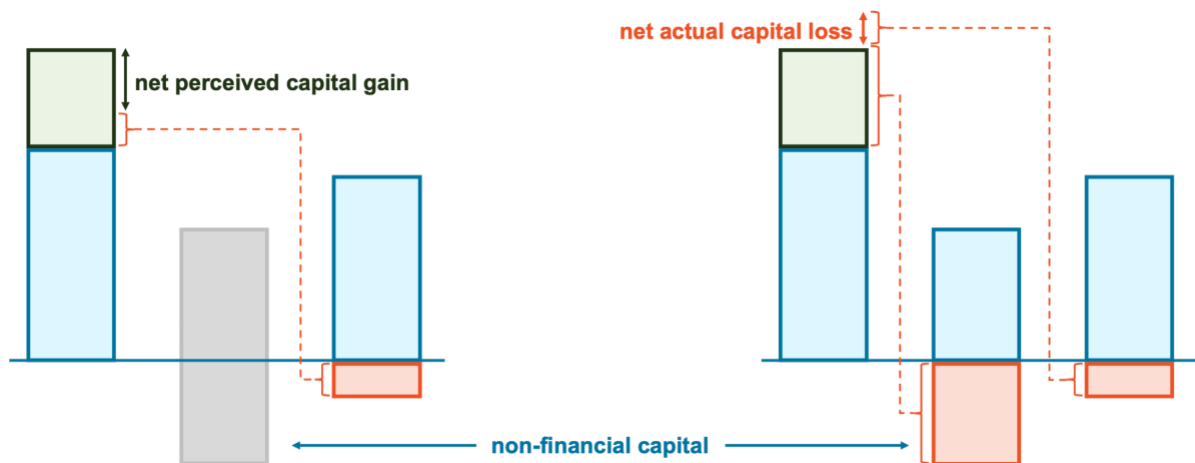 net perceived capital gain
net actual capital loss
non-financial capital